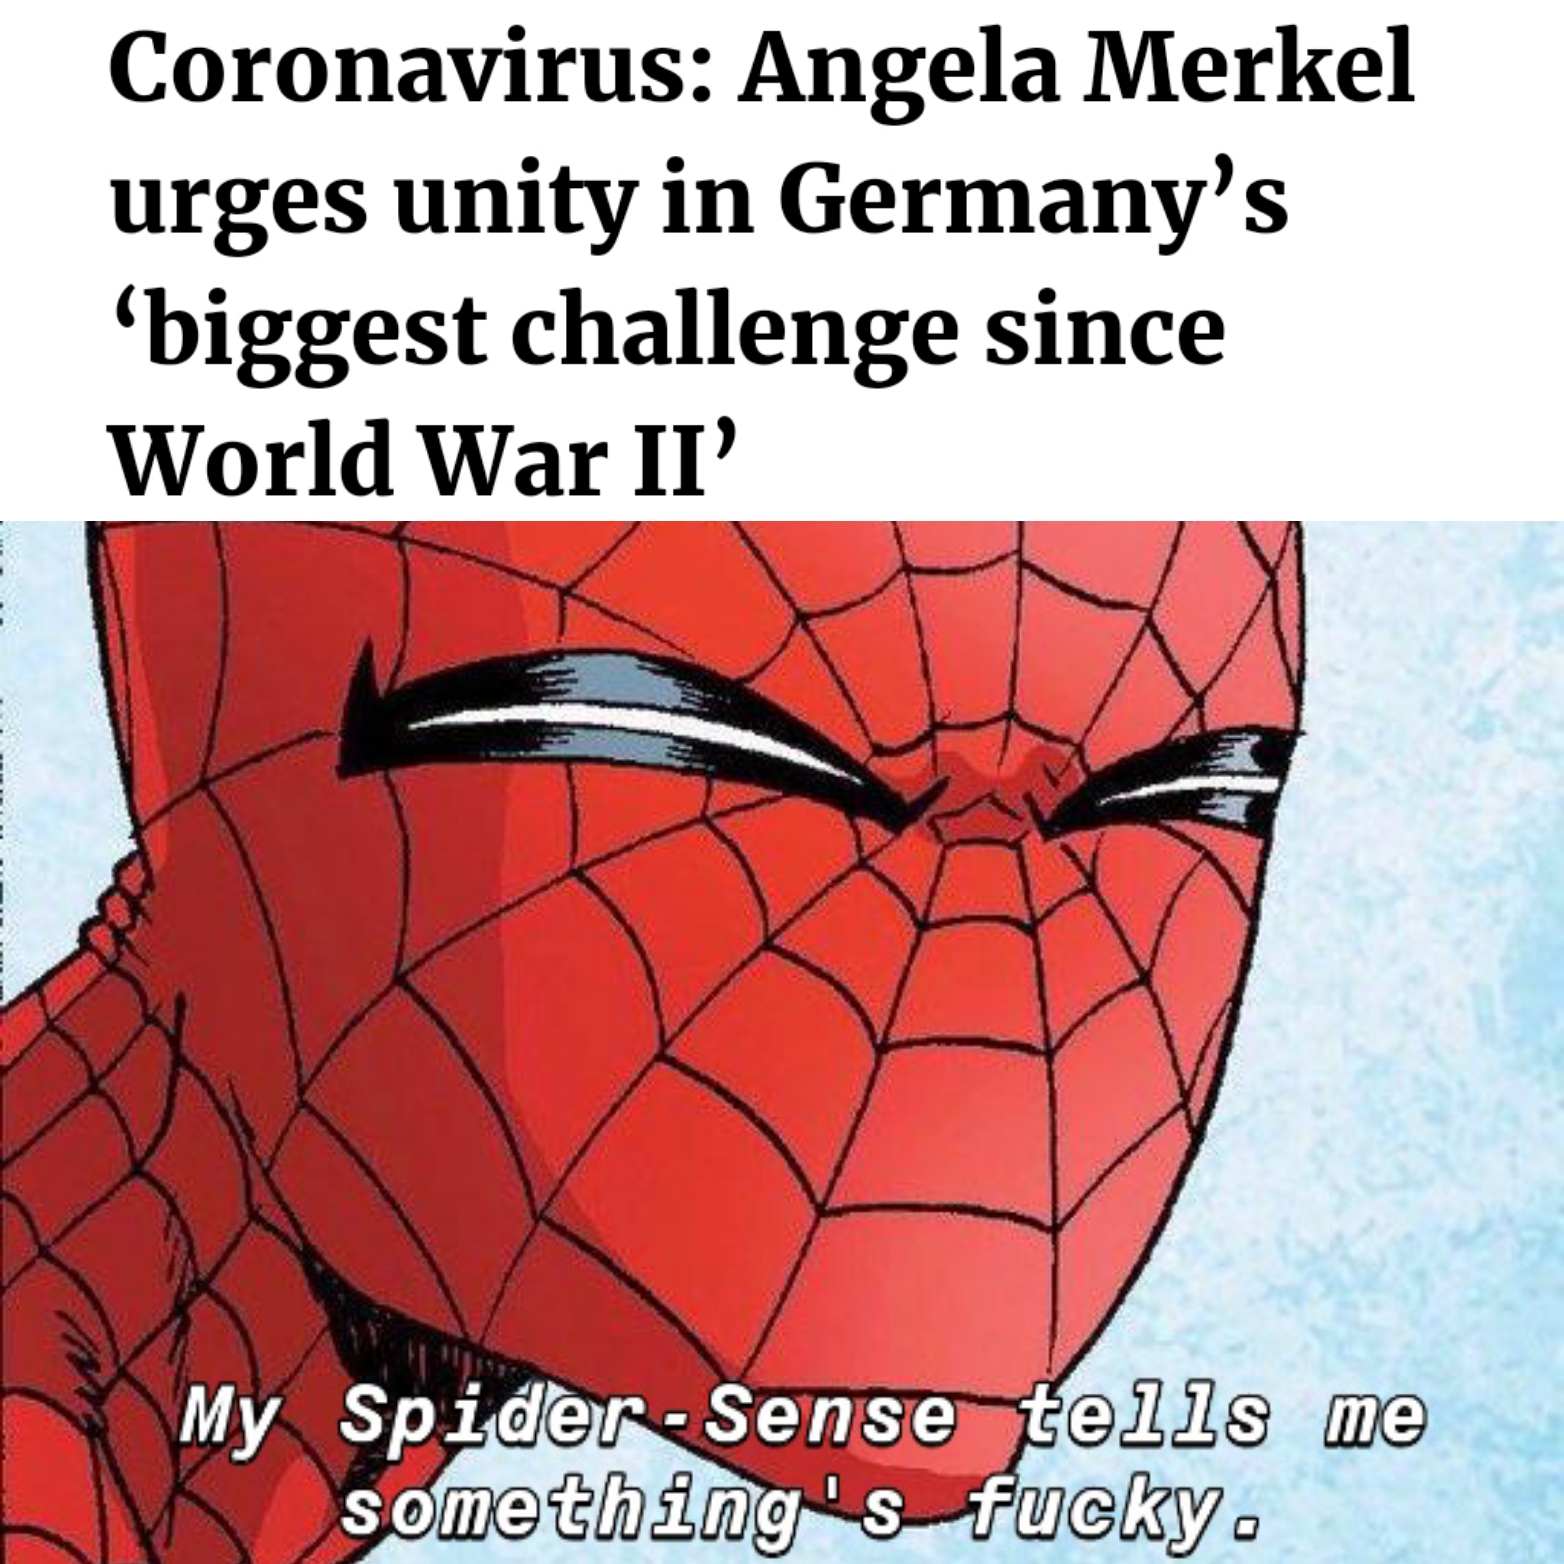 Coronavirus: Angela Merkel
urges unity in Germany’s
‘biggest challenge since
World War II’
My Spider-Sense tells me
something's fucky.